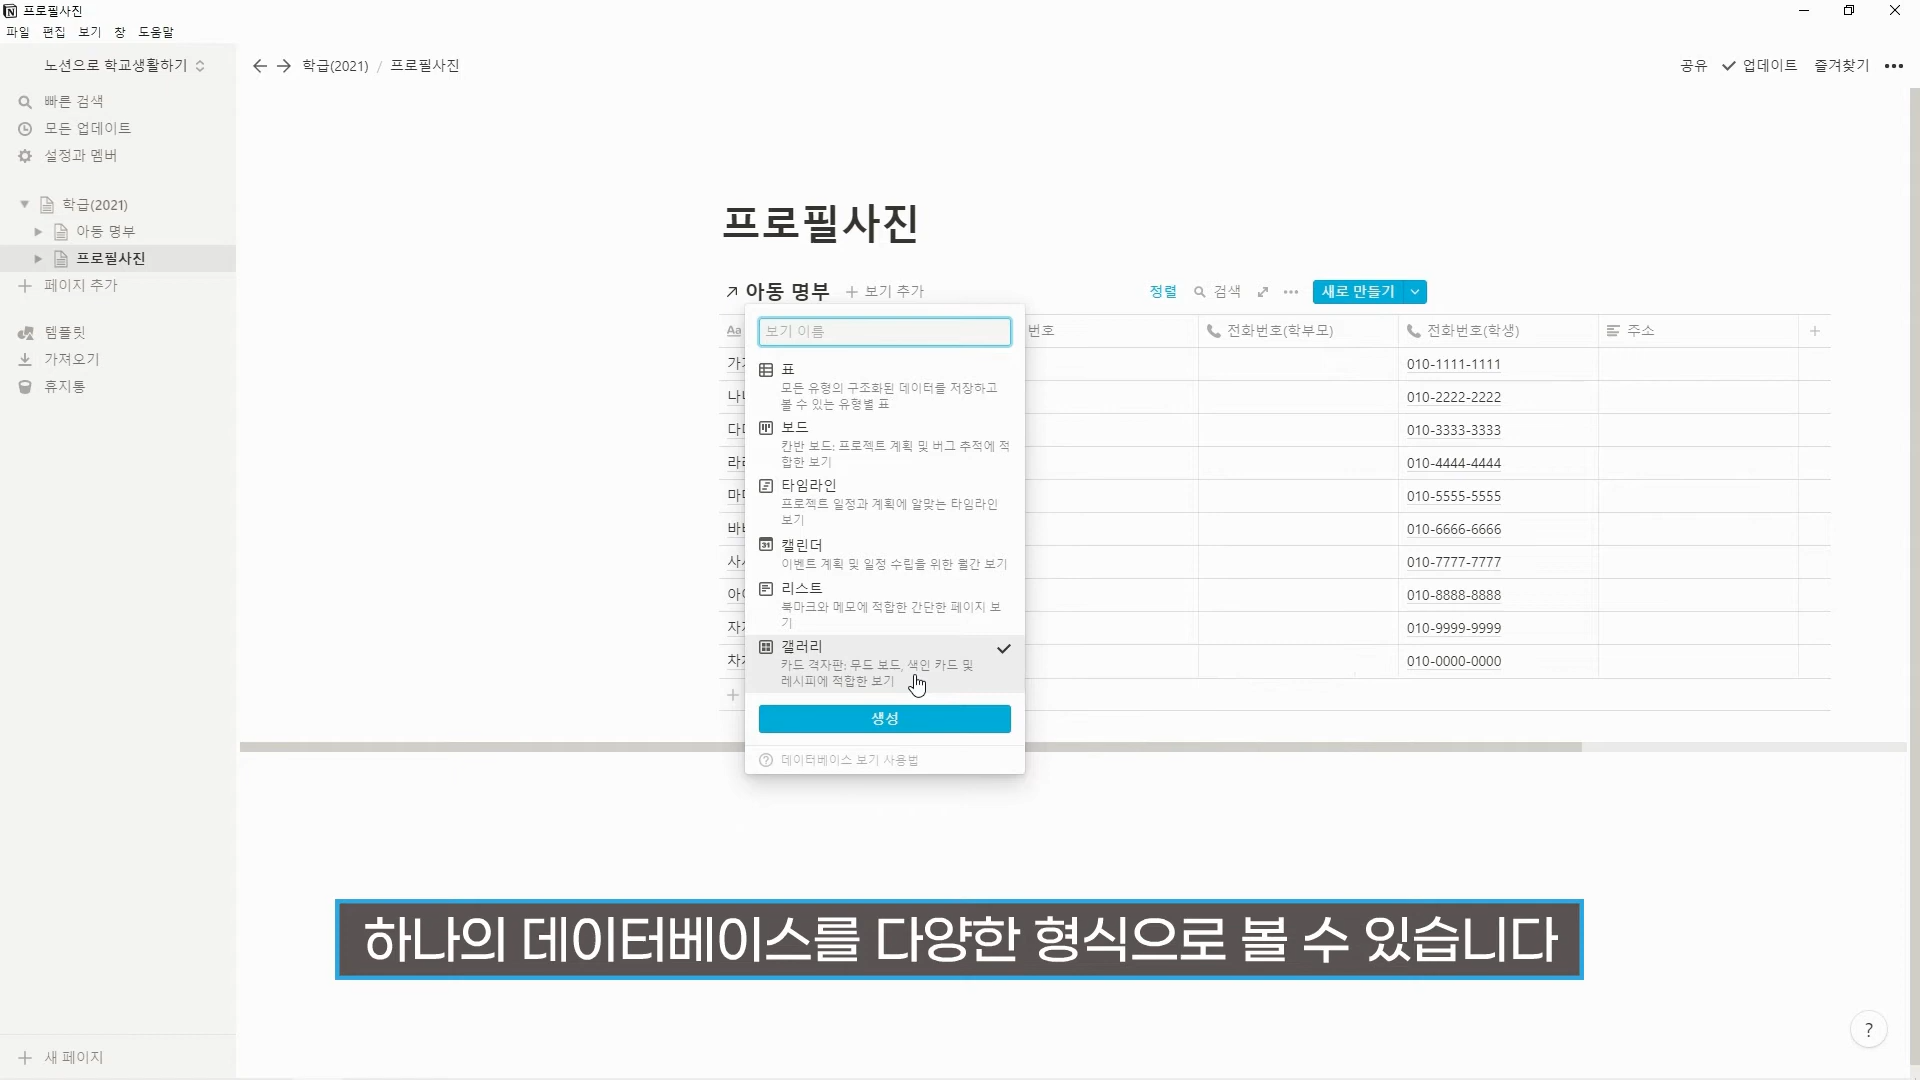 프로필사진
파일 편집 보기 창 도움말
노션으로 학교생활하기
학급(2021) / 프로필사진
공유 업데이트 즐겨찾기
빠른 검색
모든 업데이트
설정과 멤버
학급(2021)
아동 명부
프로필사진
페이지 추가
템플릿
가져오기
휴지통
새 페이지
프로필사진
아동 명부 보기 추가
정렬 검색 새로 만들기
Aa 번호 전화번호(학부모) 전화번호(학생) 주소
010-1111-1111
010-2222-2222
010-3333-3333
010-4444-4444
010-5555-5555
010-6666-6666
010-7777-7777
010-8888-8888
010-9999-9999
010-0000-0000
보기 이름
표
모든 유형의 구조화된 데이터를 저장하고
볼 수 있는 유형별 표
보드
칸반 보드: 프로젝트 계획 및 버그 추적에 적
합한 보기
타임라인
프로젝트 일정과 계획에 알맞는 타임라인
보기
31 캘린더
이벤트 계획 및 일정 수립을 위한 월간 보기
리스트
북마크와 메모에 적합한 간단한 페이지 보
기
갤러리
카드 격자판: 무드 보드, 색인 카드 및
레시피에 적합한 보기
생성
? 데이터베이스 보기 사용법
하나의 데이터베이스를 다양한 형식으로 볼 수 있습니다
?